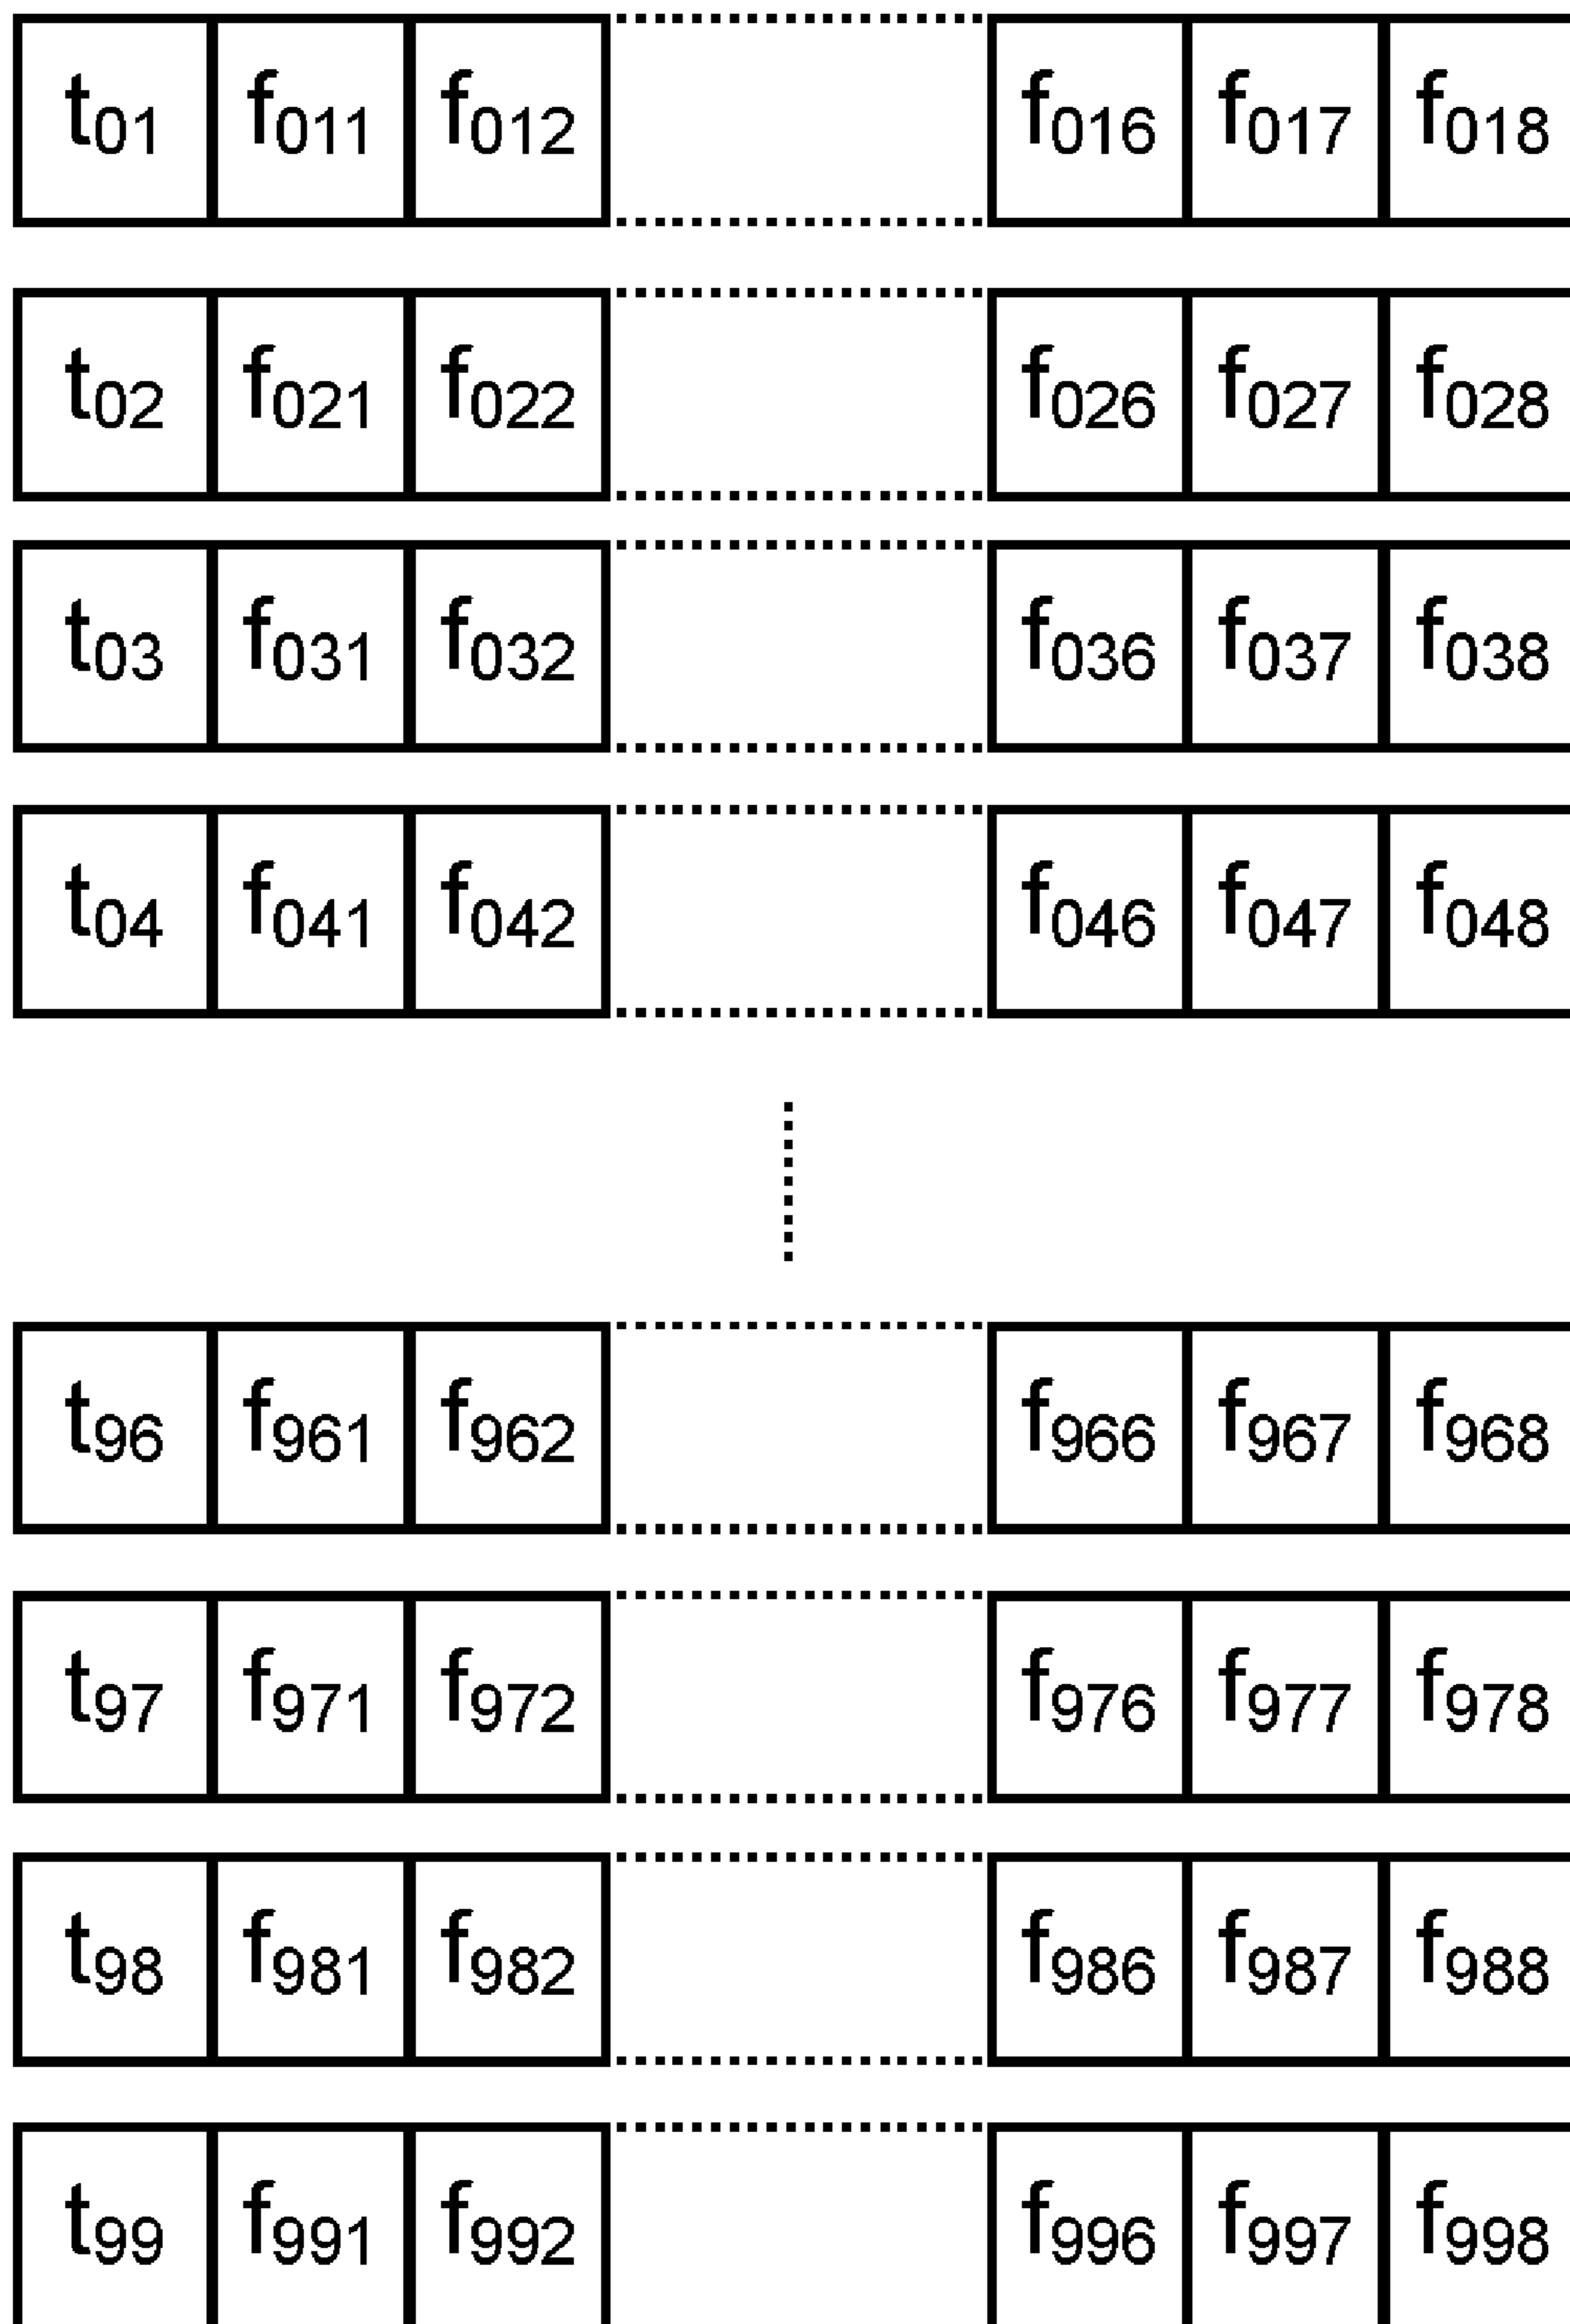 t01 f011 f012 f016 f017 f018
t02 f021 f022 f026 f027 f028
t03 f031 f032 f036 f037 f038
t04 f041 f042 f046 f047 f048
t96 f961 f962 f966 f967 f968
t97 f971 f972 f976 f977 f978
t98 f981 f982 f986 f987 f988
t99 f991 f992 f996 f997 f998